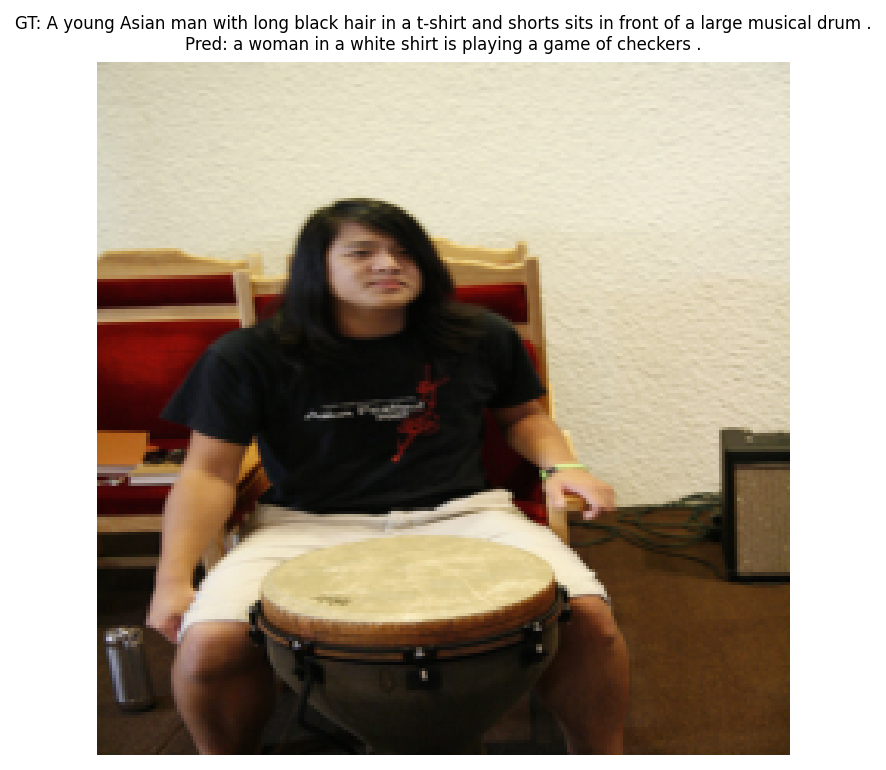 GT: A young Asian man with long black hair in a t-shirt and shorts sits in front of a large musical drum .
Pred: a woman in a white shirt is playing a game of checkers .